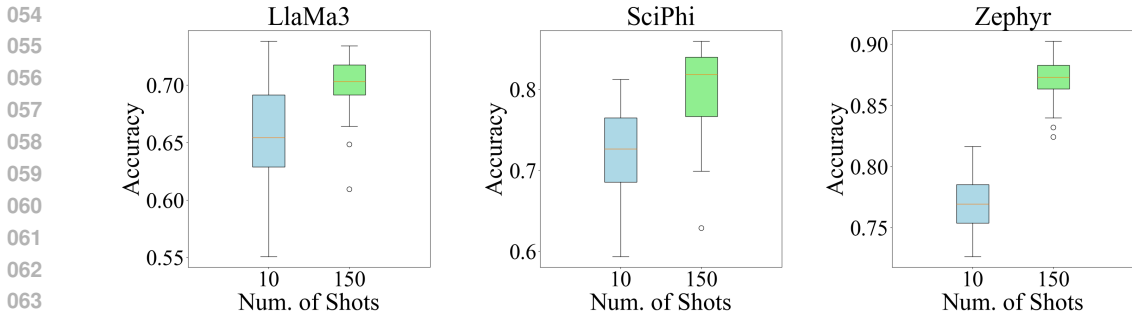 054
055
056
057
058
059
060
061
062
063
LlaMa3
Accuracy
0.70
0.65
0.60
0.55
10 150
Num. of Shots
SciPhi
Accuracy
0.8
0.7
0.6
10 150
Num. of Shots
Zephyr
Accuracy
0.90
0.85
0.80
0.75
10 150
Num. of Shots